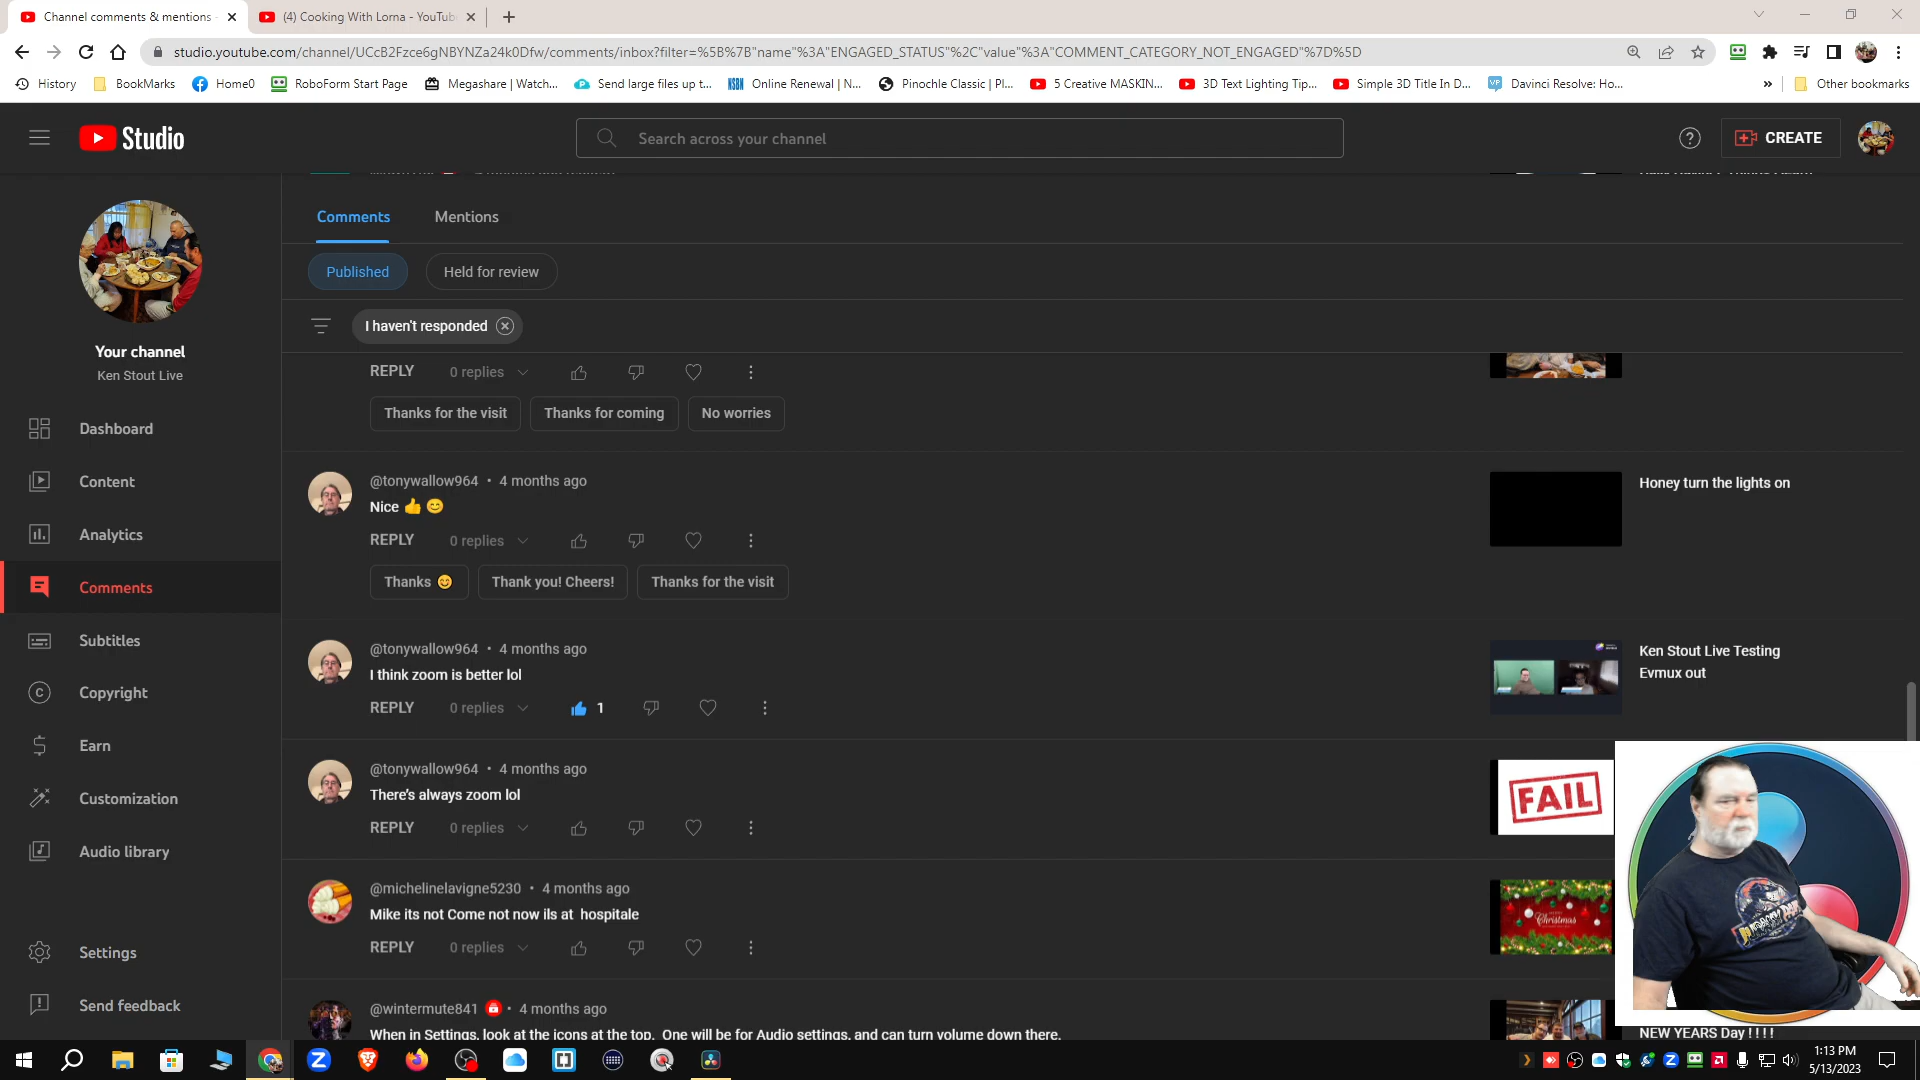 Channel comments & mentions -
(4) Cooking With Lorna - YouTube
studio.youtube.com/channel/UCcB2Fzce6gNBYNZa24k0Dfw/comments/inbox?filter=%5B%7B"name"%3A"ENGAGED_STATUS"%2C"value"%3A"COMMENT_CATEGORY_NOT_ENGAGED"%7D%5D
History BookMarks Home0 RoboForm Start Page Megashare | Watch... Send large files up t... Online Renewal | N... Pinochle Classic | Pl... 5 Creative MASKIN... 3D Text Lighting Tip... Simple 3D Title In D... Davinci Resolve: Ho... » Other bookmarks
Studio
Search across your channel
CREATE
Comments Mentions
Published Held for review
I haven't responded
Your channel
Ken Stout Live
Dashboard
Content
Analytics
Comments
Subtitles
Copyright
Earn
Customization
Audio library
Settings
Send feedback
REPLY 0 replies
Thanks for the visit Thanks for coming No worries
@tonywallow964 • 4 months ago
Nice 👍 😊
REPLY 0 replies
Thanks 😊 Thank you! Cheers! Thanks for the visit
Honey turn the lights on
@tonywallow964 • 4 months ago
I think zoom is better lol
REPLY 0 replies 1
Ken Stout Live Testing
Evmux out
@tonywallow964 • 4 months ago
There's always zoom lol
REPLY 0 replies
FAIL
@michelinelavigne5230 • 4 months ago
Mike its not Come not now ils at hospitale
REPLY 0 replies
Christmas
@wintermute841 • 4 months ago
When in Settings, look at the icons at the top. One will be for Audio settings, and can turn volume down there.
NEW YEARS Day ! ! ! !
1:13 PM
5/13/2023